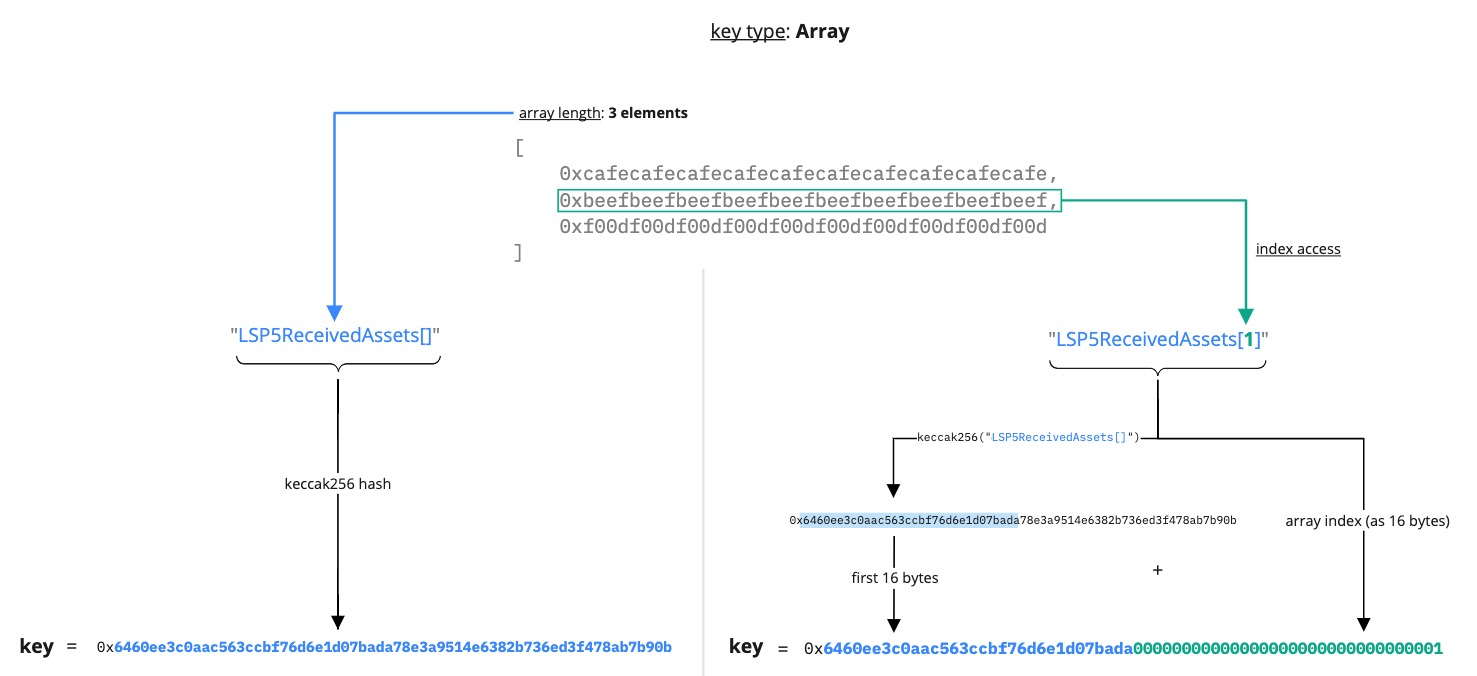 key type: Array
array length: 3 elements
[
0xcafecafecafecafecafecafecafecafecafecafe,
0xbeefbeefbeefbeefbeefbeefbeefbeefbeefbeef,
0xf00df00df00df00df00df00df00df00df00df00d
]
index access
"LSP5ReceivedAssets[]"
keccak256 hash
key = 0x6460ee3c0aac563ccbf76d6e1d07bada78e3a9514e6382b736ed3f478ab7b90b
"LSP5ReceivedAssets[1]"
keccak256("LSP5ReceivedAssets[]")
0x6460ee3c0aac563ccbf76d6e1d07bada78e3a9514e6382b736ed3f478ab7b90b
array index (as 16 bytes)
first 16 bytes
+
key = 0x6460ee3c0aac563ccbf76d6e1d07bada00000000000000000000000000000001